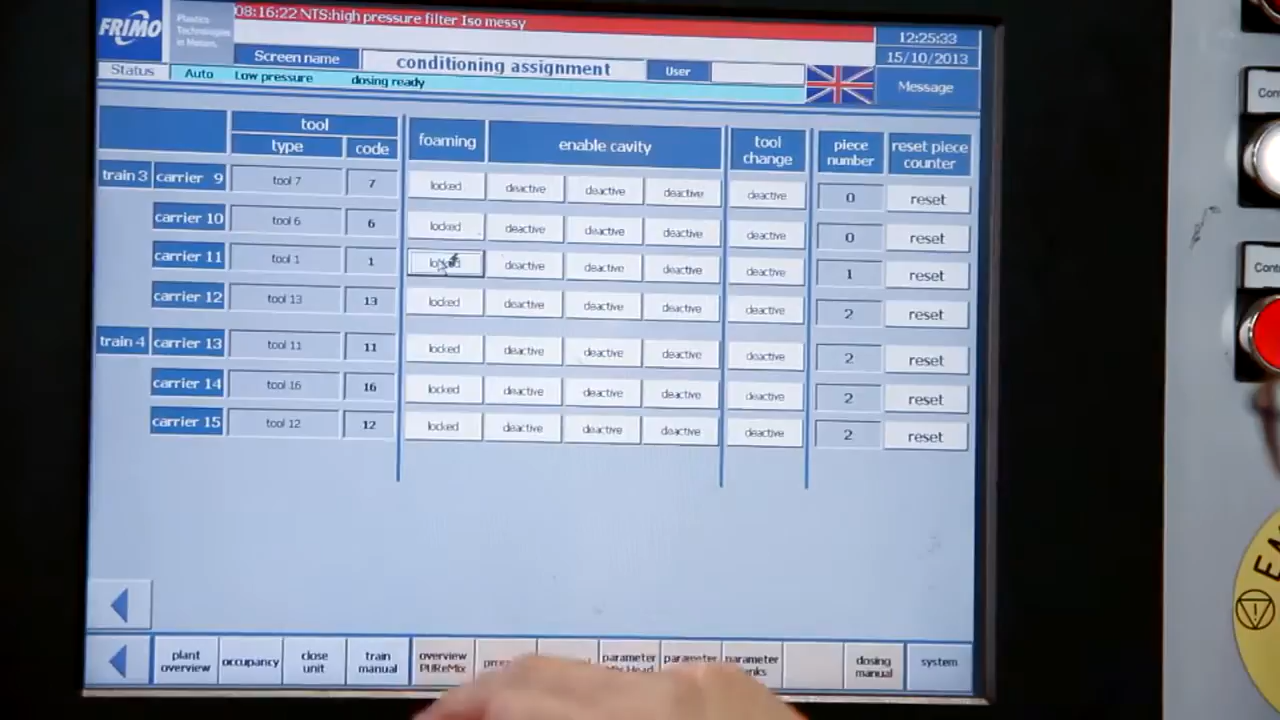 FRIMO
Plastics
Technologies
in Motion.
08:16:22 NTS:high pressure filter Iso messy
12:25:33
Screen name conditioning assignment User
15/10/2013
Status Auto Low pressure dosing ready
Message
tool
type code
foaming enable cavity
tool
change
piece
number
reset piece
counter
train 3 carrier 9 tool 7 7 locked deactive deactive deactive deactive 0 reset
carrier 10 tool 6 6 locked deactive deactive deactive deactive 0 reset
carrier 11 tool 1 1 locked deactive deactive deactive deactive 1 reset
carrier 12 tool 13 13 locked deactive deactive deactive deactive 2 reset
train 4 carrier 13 tool 11 11 locked deactive deactive deactive deactive 2 reset
carrier 14 tool 16 16 locked deactive deactive deactive deactive 2 reset
carrier 15 tool 12 12 locked deactive deactive deactive deactive 2 reset
plant
overview
occupancy
close
unit
train
manual
overview
PUReMix
parameter
parameter
parameter
dosing
manual
system